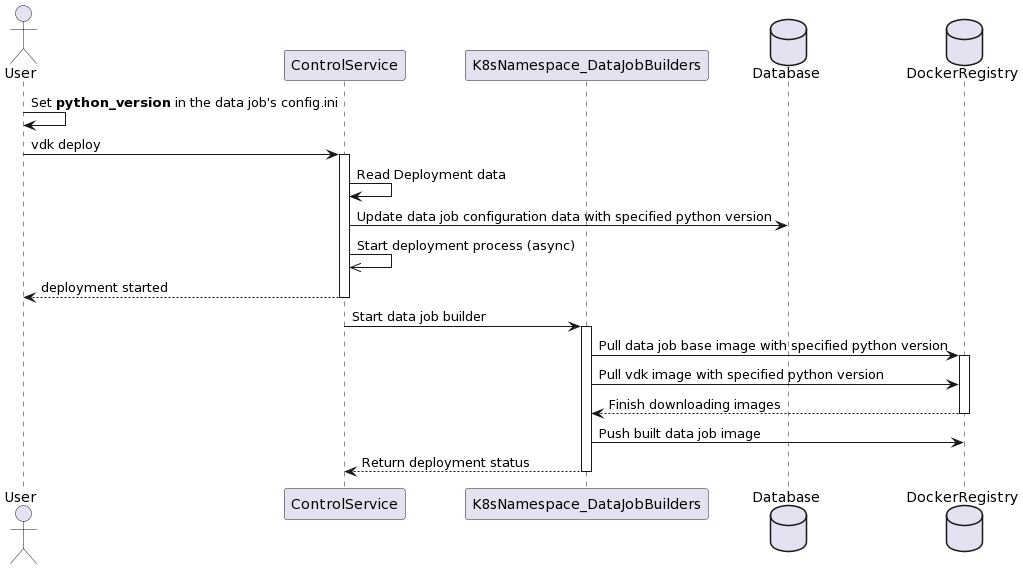 User
ControlService
K8sNamespace_DataJobBuilders
Database
DockerRegistry
Set python_version in the data job's config.ini
vdk deploy
Read Deployment data
Update data job configuration data with specified python version
Start deployment process (async)
deployment started
Start data job builder
Pull data job base image with specified python version
Pull vdk image with specified python version
Finish downloading images
Push built data job image
Return deployment status
User
ControlService
K8sNamespace_DataJobBuilders
Database
DockerRegistry